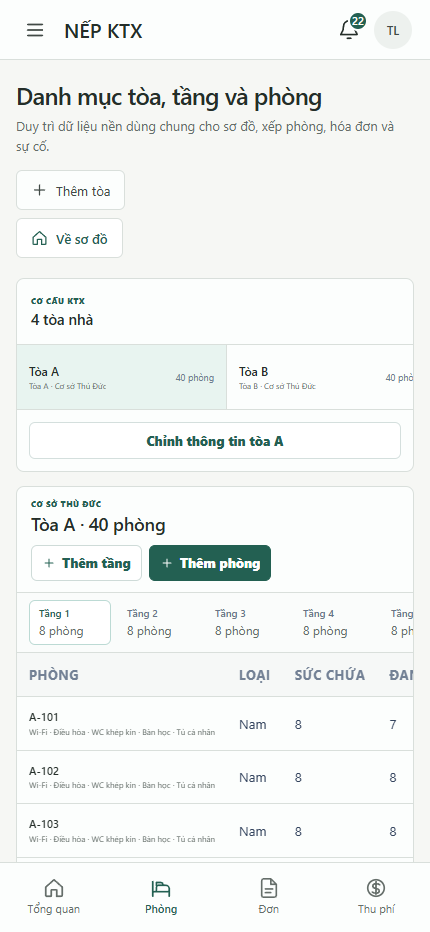 NẾP KTX
22
TL
Danh mục tòa, tầng và phòng
Duy trì dữ liệu nền dùng chung cho sơ đồ, xếp phòng, hóa đơn và
sự cố.
Thêm tòa
Về sơ đồ
CƠ CẤU KTX
4 tòa nhà
Tòa A
Tòa A · Cơ sở Thủ Đức
40 phòng
Tòa B
Tòa B · Cơ sở Thủ Đức
40 phò
Chỉnh thông tin tòa A
CƠ SỞ THỦ ĐỨC
Tòa A · 40 phòng
Thêm tầng
Thêm phòng
Tầng 1
8 phòng
Tầng 2
8 phòng
Tầng 3
8 phòng
Tầng 4
8 phòng
Tầng
8 ph
PHÒNG LOẠI SỨC CHỨA ĐAN
A-101
Wi-Fi · Điều hòa · WC khép kín · Bàn học · Tủ cá nhân
Nam 8 7
A-102
Wi-Fi · Điều hòa · WC khép kín · Bàn học · Tủ cá nhân
Nam 8 8
A-103
Wi-Fi · Điều hòa · WC khép kín · Bàn học · Tủ cá nhân
Nam 8 8
Tổng quan
Phòng
Đơn
Thu phí